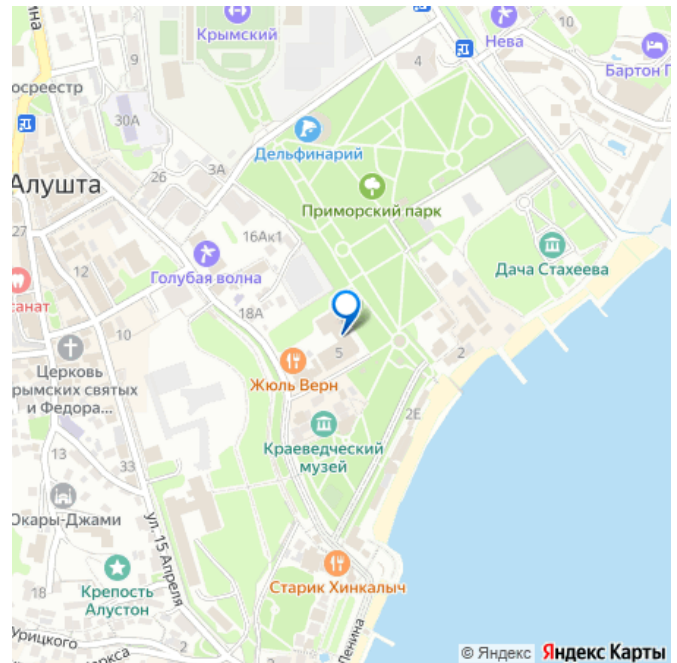 ина
Крымский
10
Нева
4
9
Бартон П
осреестр
30А
Дельфинарий
3А
26
Алушта
Приморский парк
16Ак1
27
Голубая волна
Дача Стахеева
12
санат
18А
10
5
2
Церковь
рымских святых
и Федора...
Жюль Верн
2Е
Краеведческий
музей
13
33
Окары-Джами
ул. 15 Апреля
Старик Хинкалыч
18
Крепость
Алустон
Урицкого
Ленина
© Яндекс Яндекс Карты